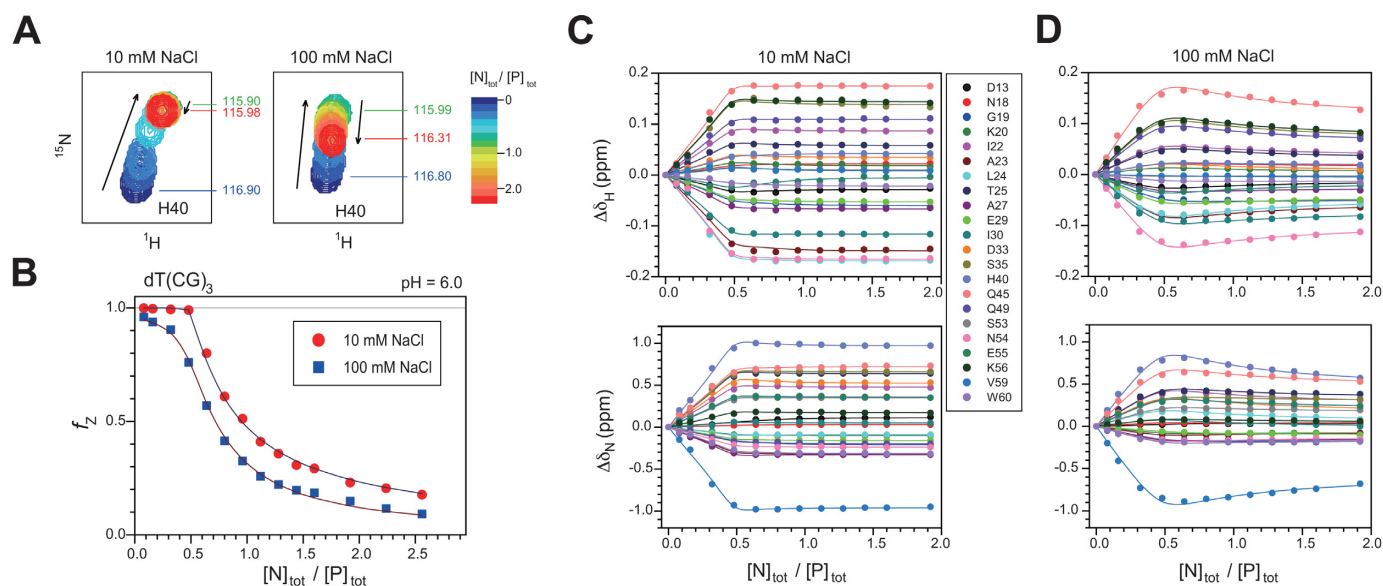 A
10 mM NaCl
100 mM NaCl
[N]tot / [P]tot
15N
H40
1H
115.90
115.98
116.90
H40
1H
115.99
116.31
116.80
0
1.0
2.0
B
dT(CG)3
pH = 6.0
10 mM NaCl
100 mM NaCl
fZ
1.0
0.5
0.0
0.0
0.5
1.0
1.5
2.0
2.5
[N]tot / [P]tot
C
10 mM NaCl
ΔδH (ppm)
0.2
0.1
0.0
-0.1
-0.2
0.0
0.5
1.0
1.5
2.0
ΔδN (ppm)
1.0
0.5
0.0
-0.5
-1.0
0.0
0.5
1.0
1.5
2.0
[N]tot / [P]tot
D13
N18
G19
K20
I22
A23
L24
T25
A27
E29
I30
D33
S35
H40
Q45
Q49
S53
N54
E55
K56
V59
W60
D
100 mM NaCl
0.2
0.1
0.0
-0.1
-0.2
0.0
0.5
1.0
1.5
2.0
1.0
0.5
0.0
-0.5
-1.0
0.0
0.5
1.0
1.5
2.0
[N]tot / [P]tot